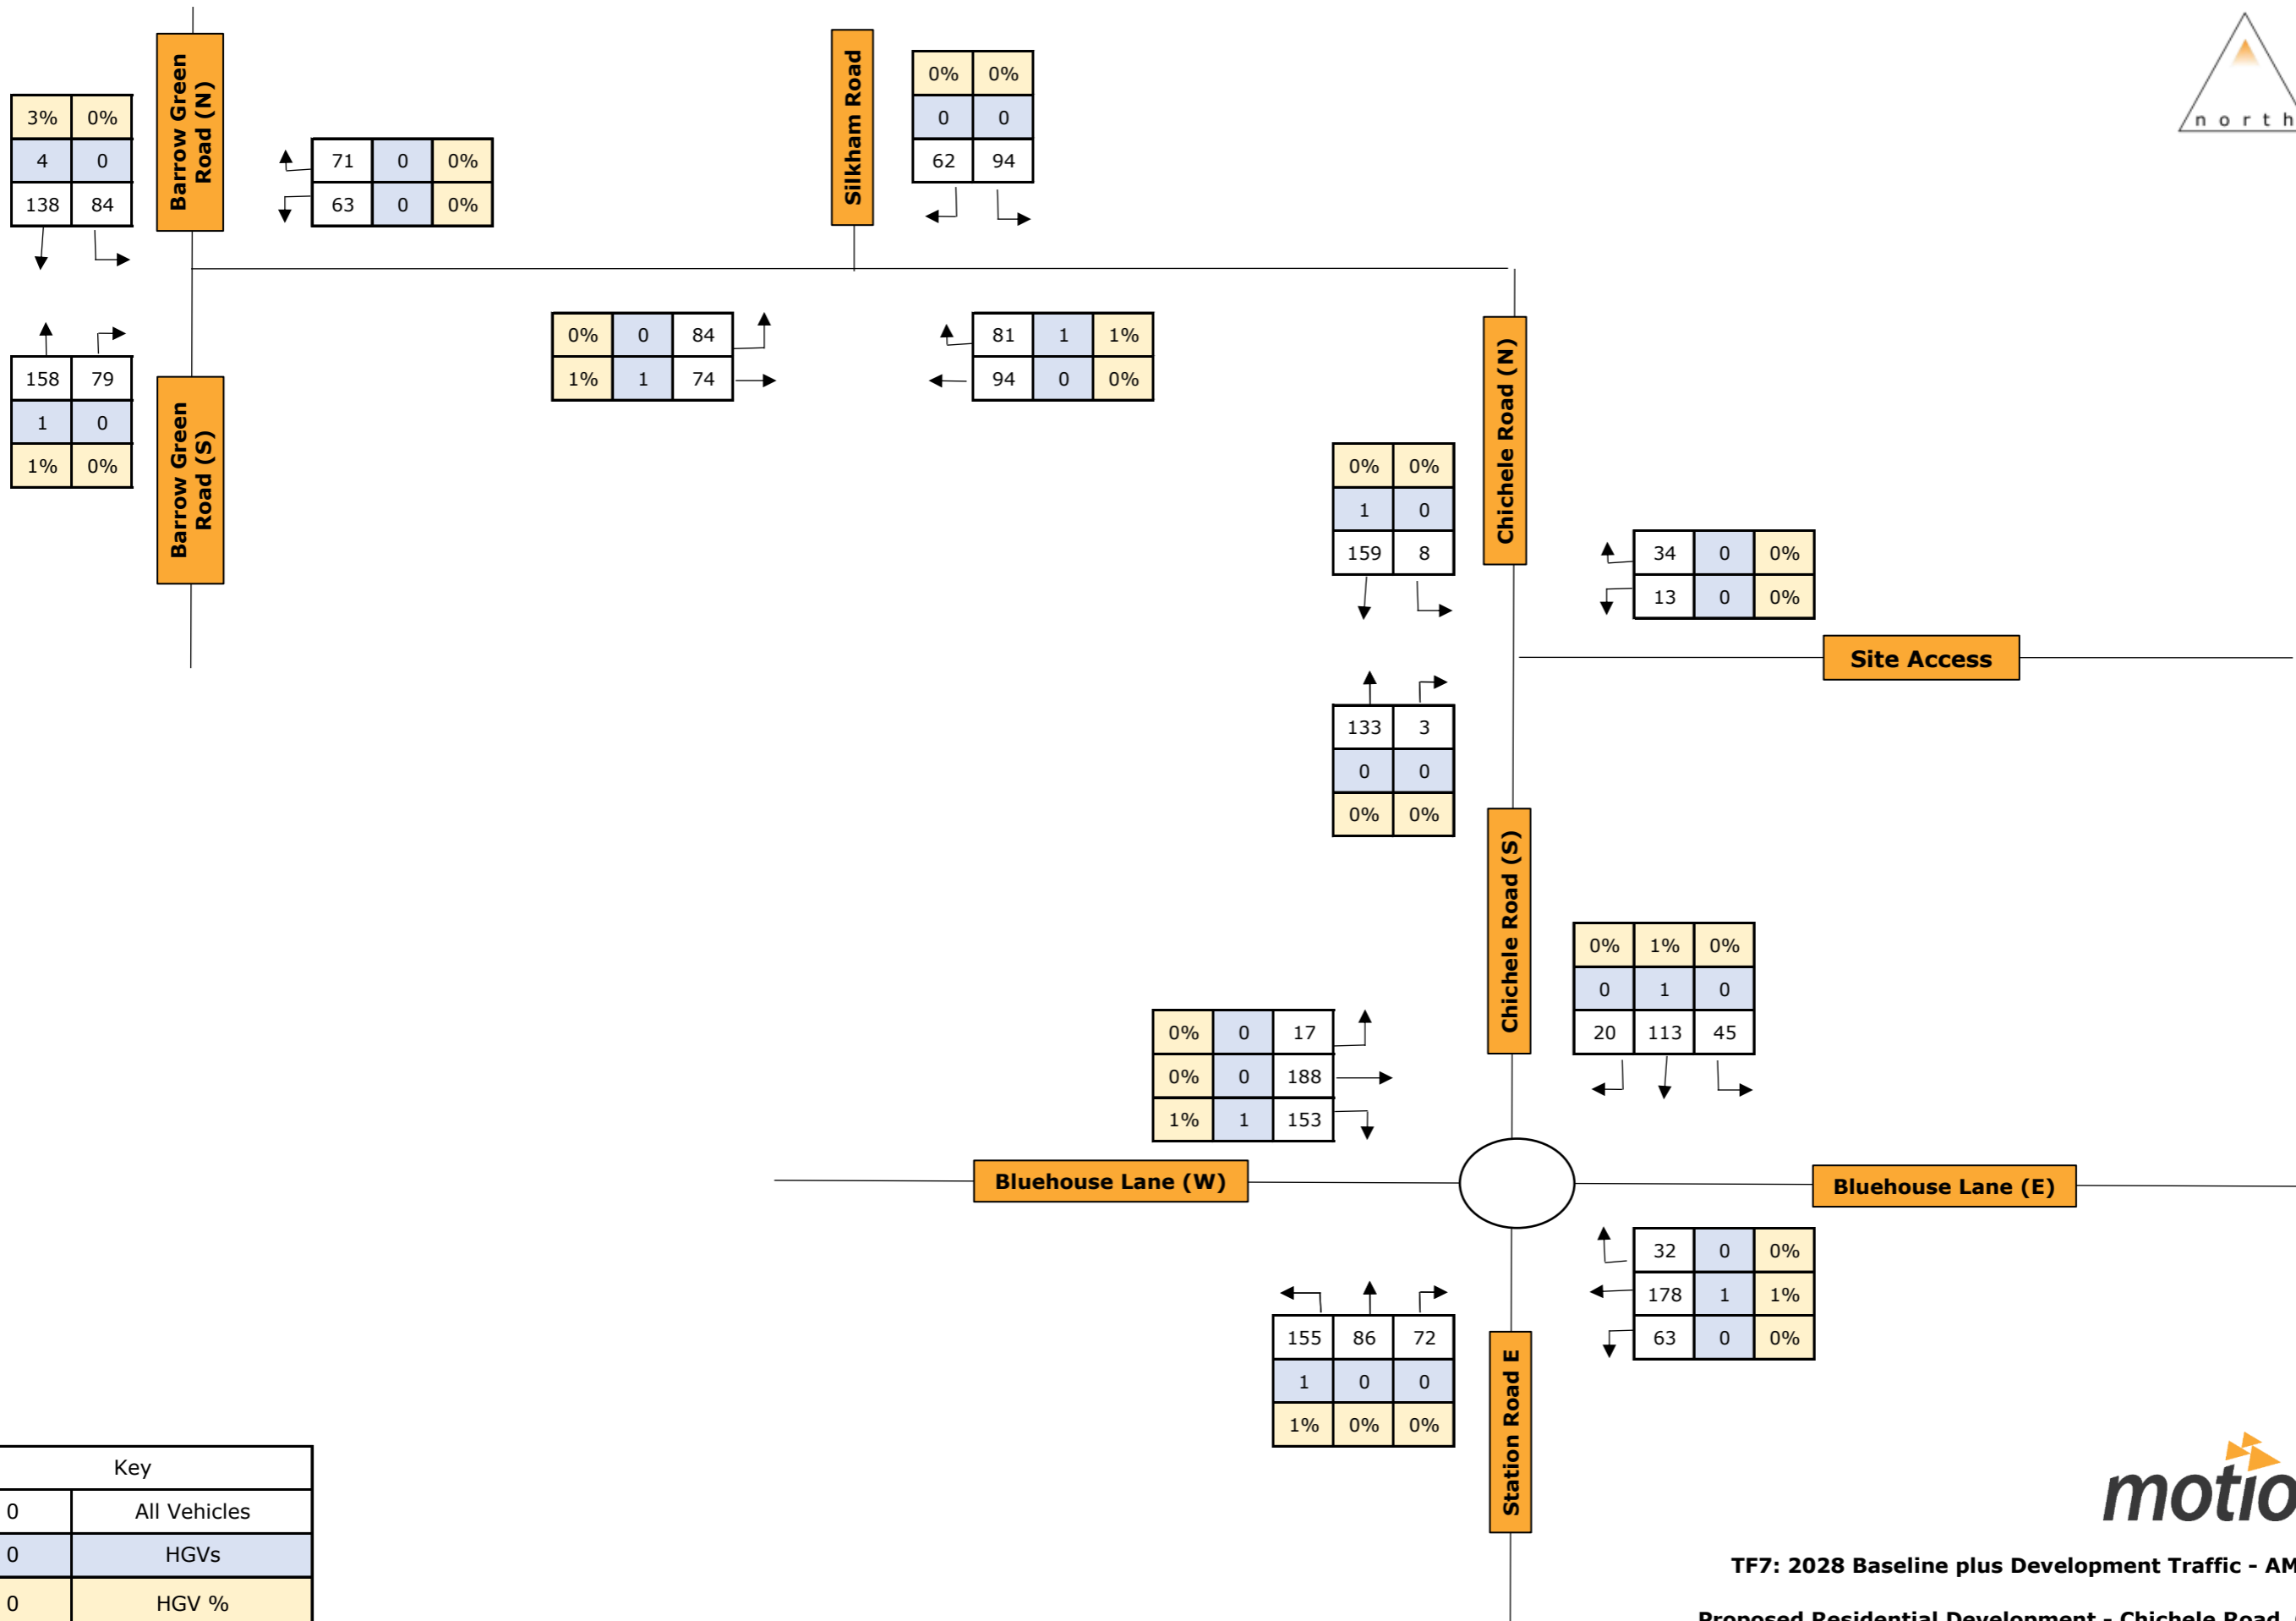 north
Barrow Green
Road (N)
3% 0%
4 0
138 84
71 0 0%
63 0 0%
Silkham Road
0% 0%
0 0
62 94
158 79
1 0
1% 0%
Barrow Green
Road (S)
0% 0 84
1% 1 74
81 1 1%
94 0 0%
Chichele Road (N)
0% 0%
1 0
159 8
34 0 0%
13 0 0%
Site Access
133 3
0 0
0% 0%
Chichele Road (S)
0% 1% 0%
0 1 0
20 113 45
0% 0 17
0% 0 188
1% 1 153
Bluehouse Lane (W)
Bluehouse Lane (E)
32 0 0%
178 1 1%
63 0 0%
155 86 72
1 0 0
1% 0% 0%
Station Road E
Key
0 All Vehicles
0 HGVs
0 HGV %
motio
TF7: 2028 Baseline plus Development Traffic - AM
Proposed Residential Development - Chichele Road,